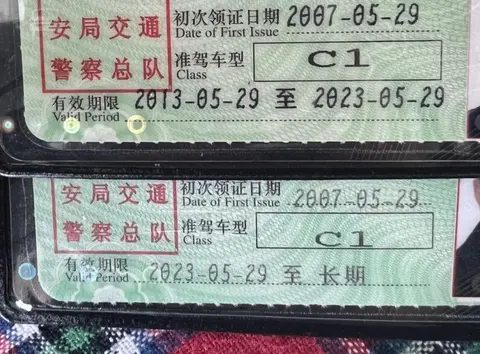 安局交通
初次领证日期 2007-05-29
Date of First Issue
警察总队
准驾车型 C1
Class
有效期限 2013-05-29 至 2023-05-29
Valid Period
安局交通
初次领证日期 2007-05-29
Date of First Issue
警察总队
准驾车型 C1
Class
有效期限 2023-05-29 至 长期
Valid Period